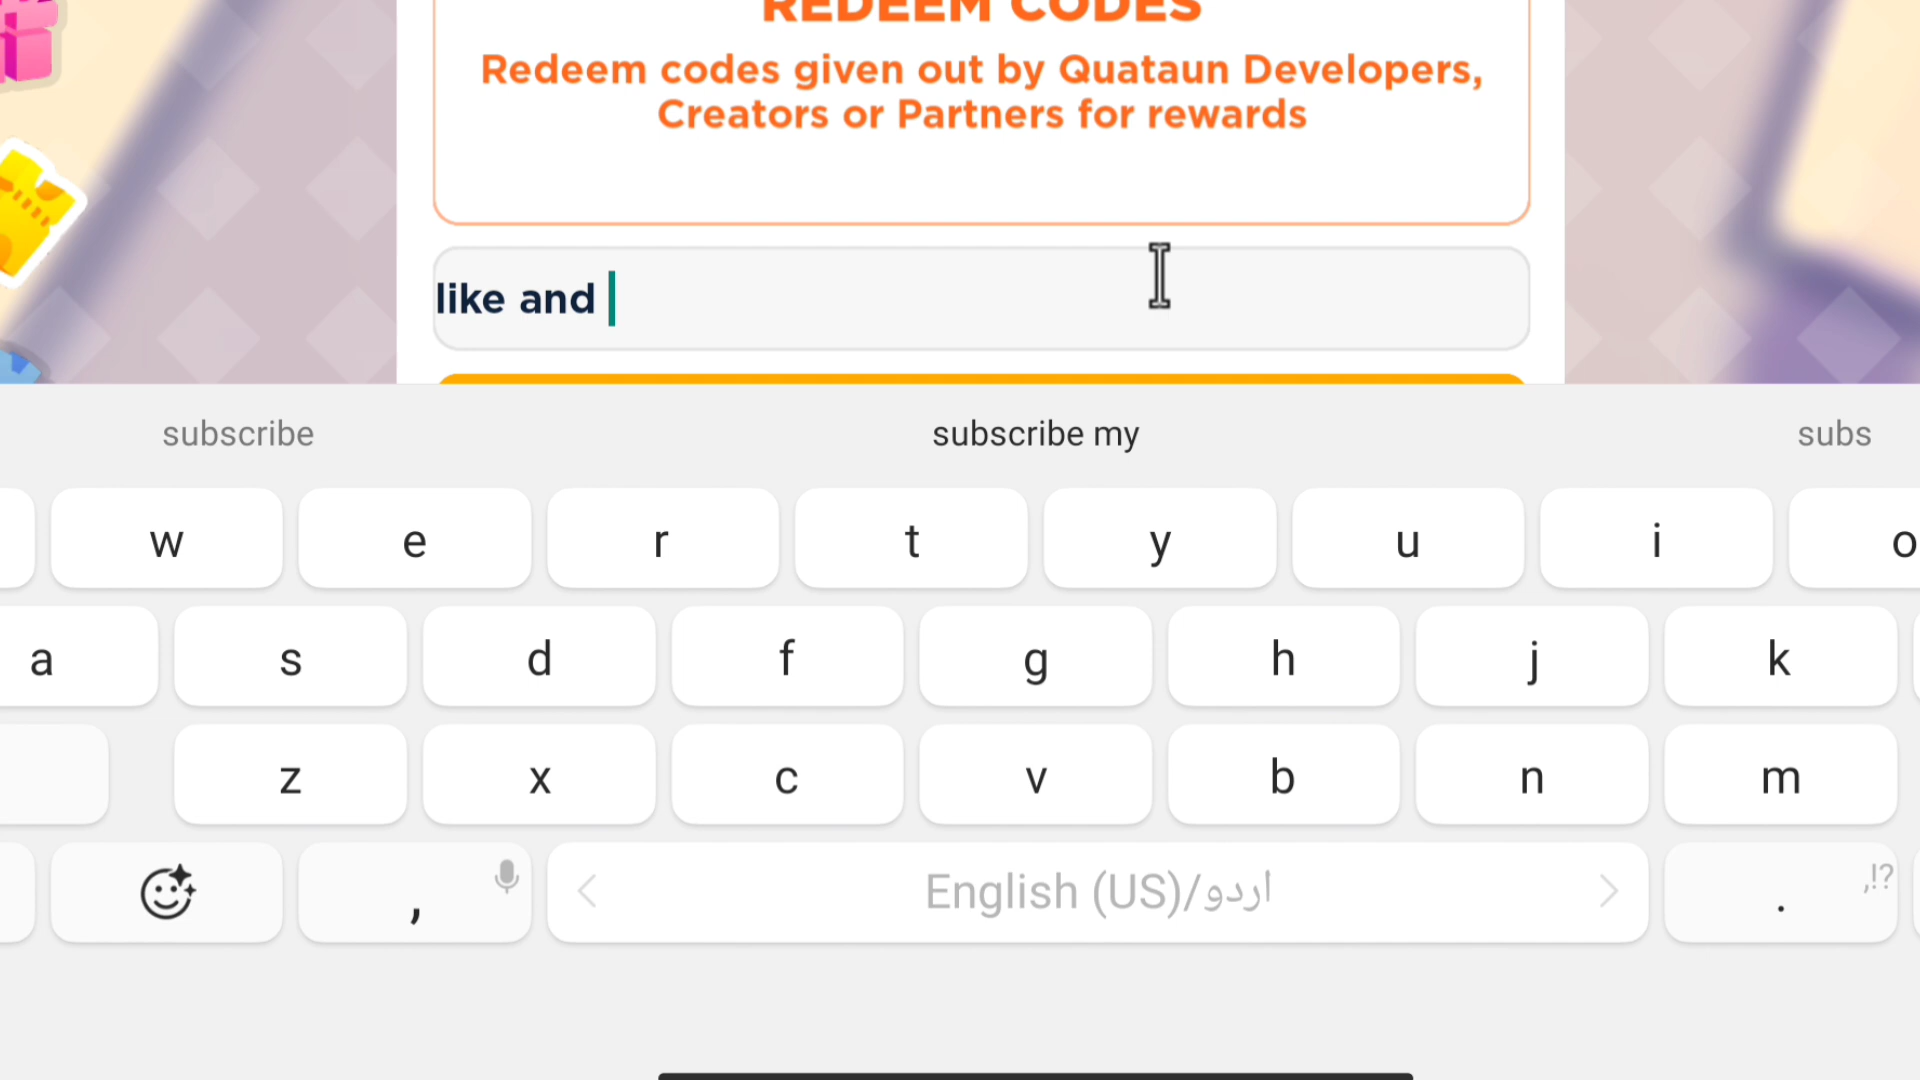 REDEEM CODES
Redeem codes given out by Quataun Developers,
Creators or Partners for rewards
like and
subscribe subscribe my subs
w e r t y u i o
a s d f g h j k
z x c v b n m
, English (US)/اردو . ,!?